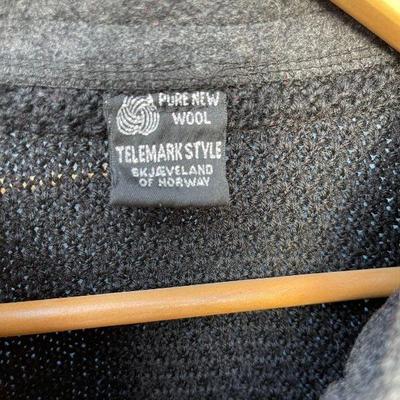 PURE NEW
WOOL
TELEMARK STYLE
SKJÆVELAND
OF NORWAY